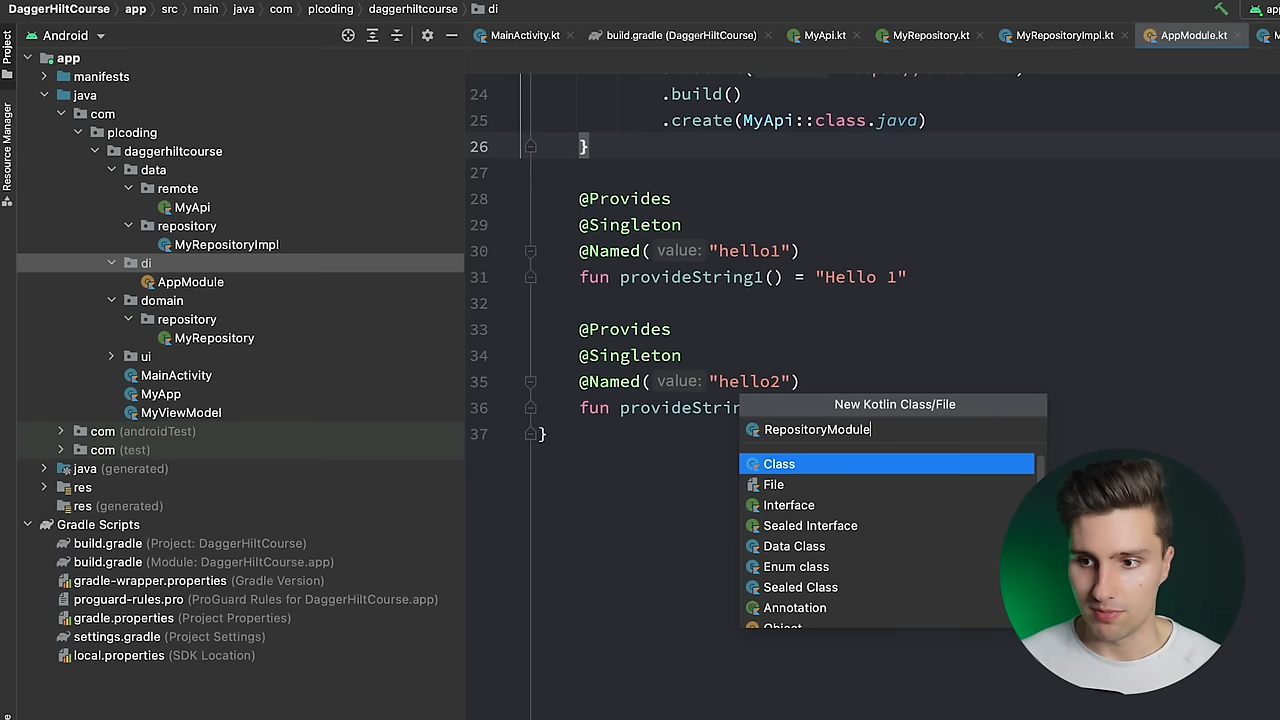 DaggerHiltCourse app src main java com plcoding daggerhiltcourse di
Android
MainActivity.kt build.gradle (DaggerHiltCourse) MyApi.kt MyRepository.kt MyRepositoryImpl.kt AppModule.kt
Project
Resource Manager
app
manifests
java
com
plcoding
daggerhiltcourse
data
remote
MyApi
repository
MyRepositoryImpl
di
AppModule
domain
repository
MyRepository
ui
MainActivity
MyApp
MyViewModel
com (androidTest)
com (test)
java (generated)
res
res (generated)
Gradle Scripts
build.gradle (Project: DaggerHiltCourse)
build.gradle (Module: DaggerHiltCourse.app)
gradle-wrapper.properties (Gradle Version)
proguard-rules.pro (ProGuard Rules for DaggerHiltCourse.app)
gradle.properties (Project Properties)
settings.gradle (Project Settings)
local.properties (SDK Location)
24 .build()
25 .create(MyApi::class.java)
26 }
27
28 @Provides
29 @Singleton
30 @Named( value: "hello1")
31 fun provideString1() = "Hello 1"
32
33 @Provides
34 @Singleton
35 @Named( value: "hello2")
36 fun provideStrin
37 }
New Kotlin Class/File
RepositoryModule
Class
File
Interface
Sealed Interface
Data Class
Enum class
Sealed Class
Annotation
Object